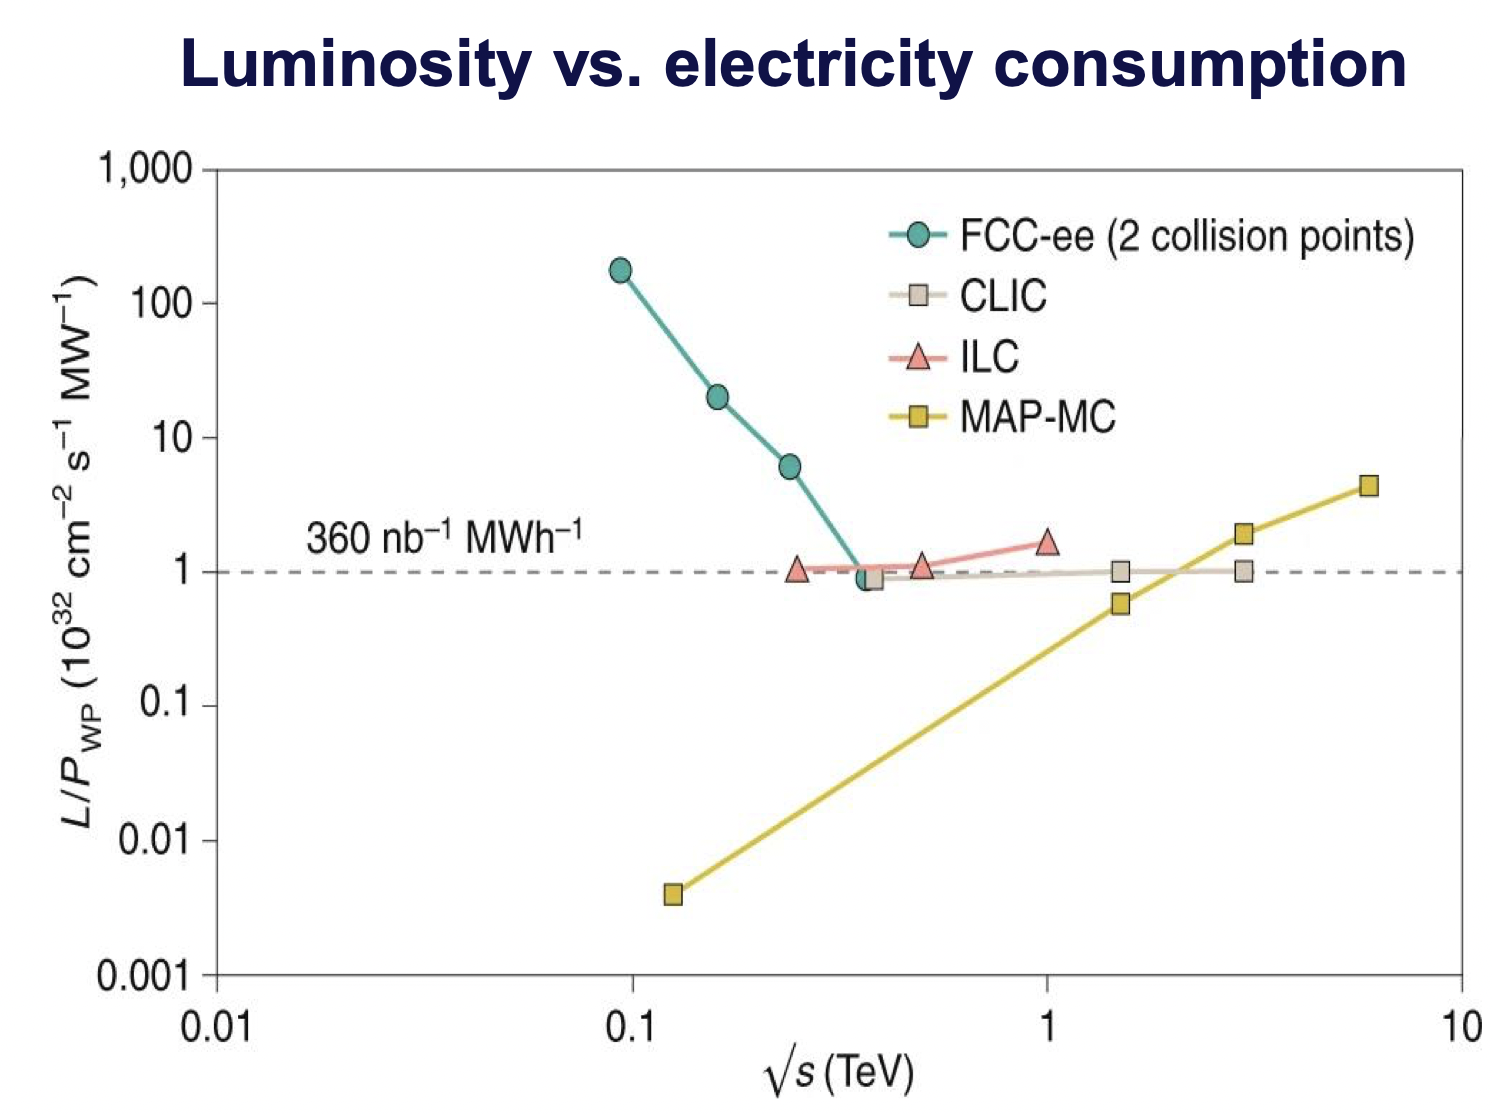 Luminosity vs. electricity consumption
1,000
100
10
1
0.1
0.01
0.001
L/P_WP (10³² cm⁻² s⁻¹ MW⁻¹)
FCC-ee (2 collision points)
CLIC
ILC
MAP-MC
360 nb⁻¹ MWh⁻¹
0.01
0.1
1
10
√s (TeV)